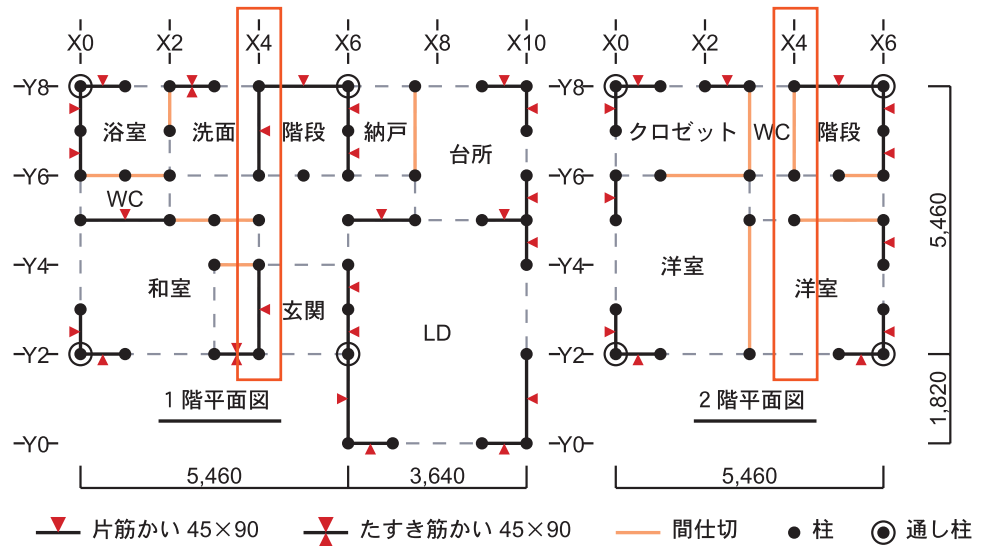 X0 X2 X4 X6 X8 X10 X0 X2 X4 X6
Y8 Y8
浴室 洗面 階段 納戸 台所 クロゼット WC 階段
Y6 Y6
WC
5,460
Y4 Y4
和室 玄関 LD 洋室 洋室
Y2 Y2
1階平面図 2階平面図
1,820
Y0 Y0
5,460 3,640 5,460
片筋かい 45×90 たすき筋かい 45×90 間仕切 柱 通し柱